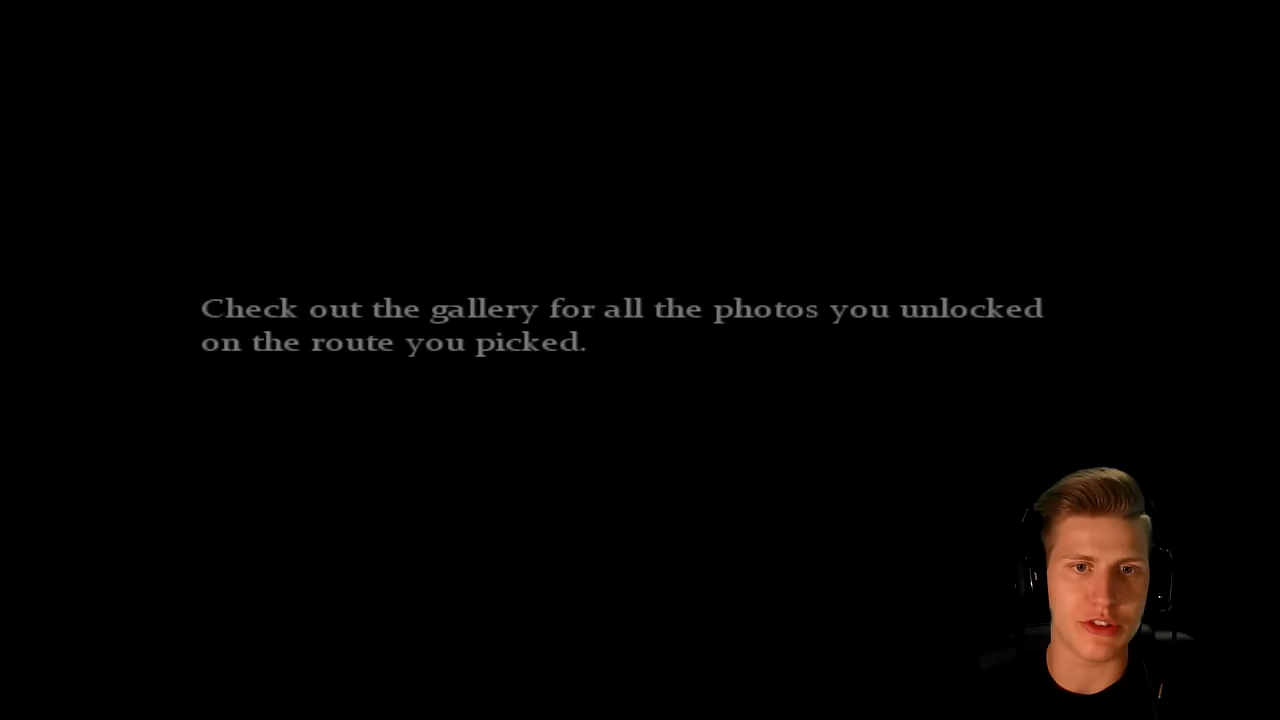 Check out the gallery for all the photos you unlocked
on the route you picked.